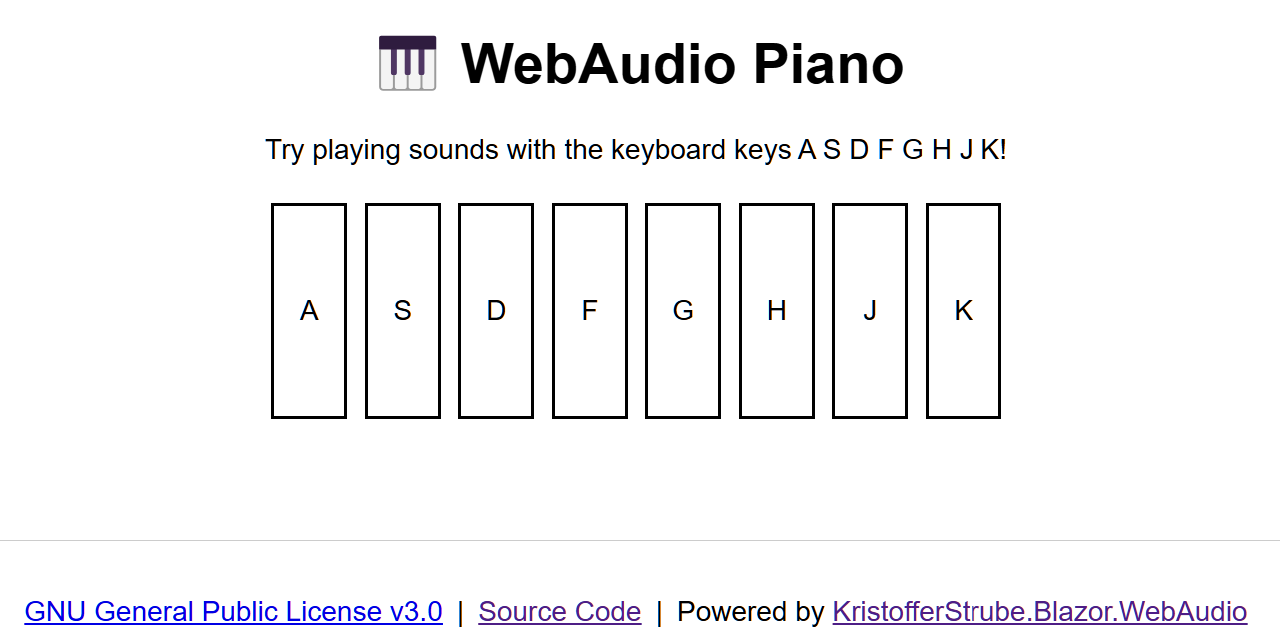 WebAudio Piano
Try playing sounds with the keyboard keys A S D F G H J K!
A S D F G H J K
GNU General Public License v3.0 | Source Code | Powered by KristofferStrube.Blazor.WebAudio